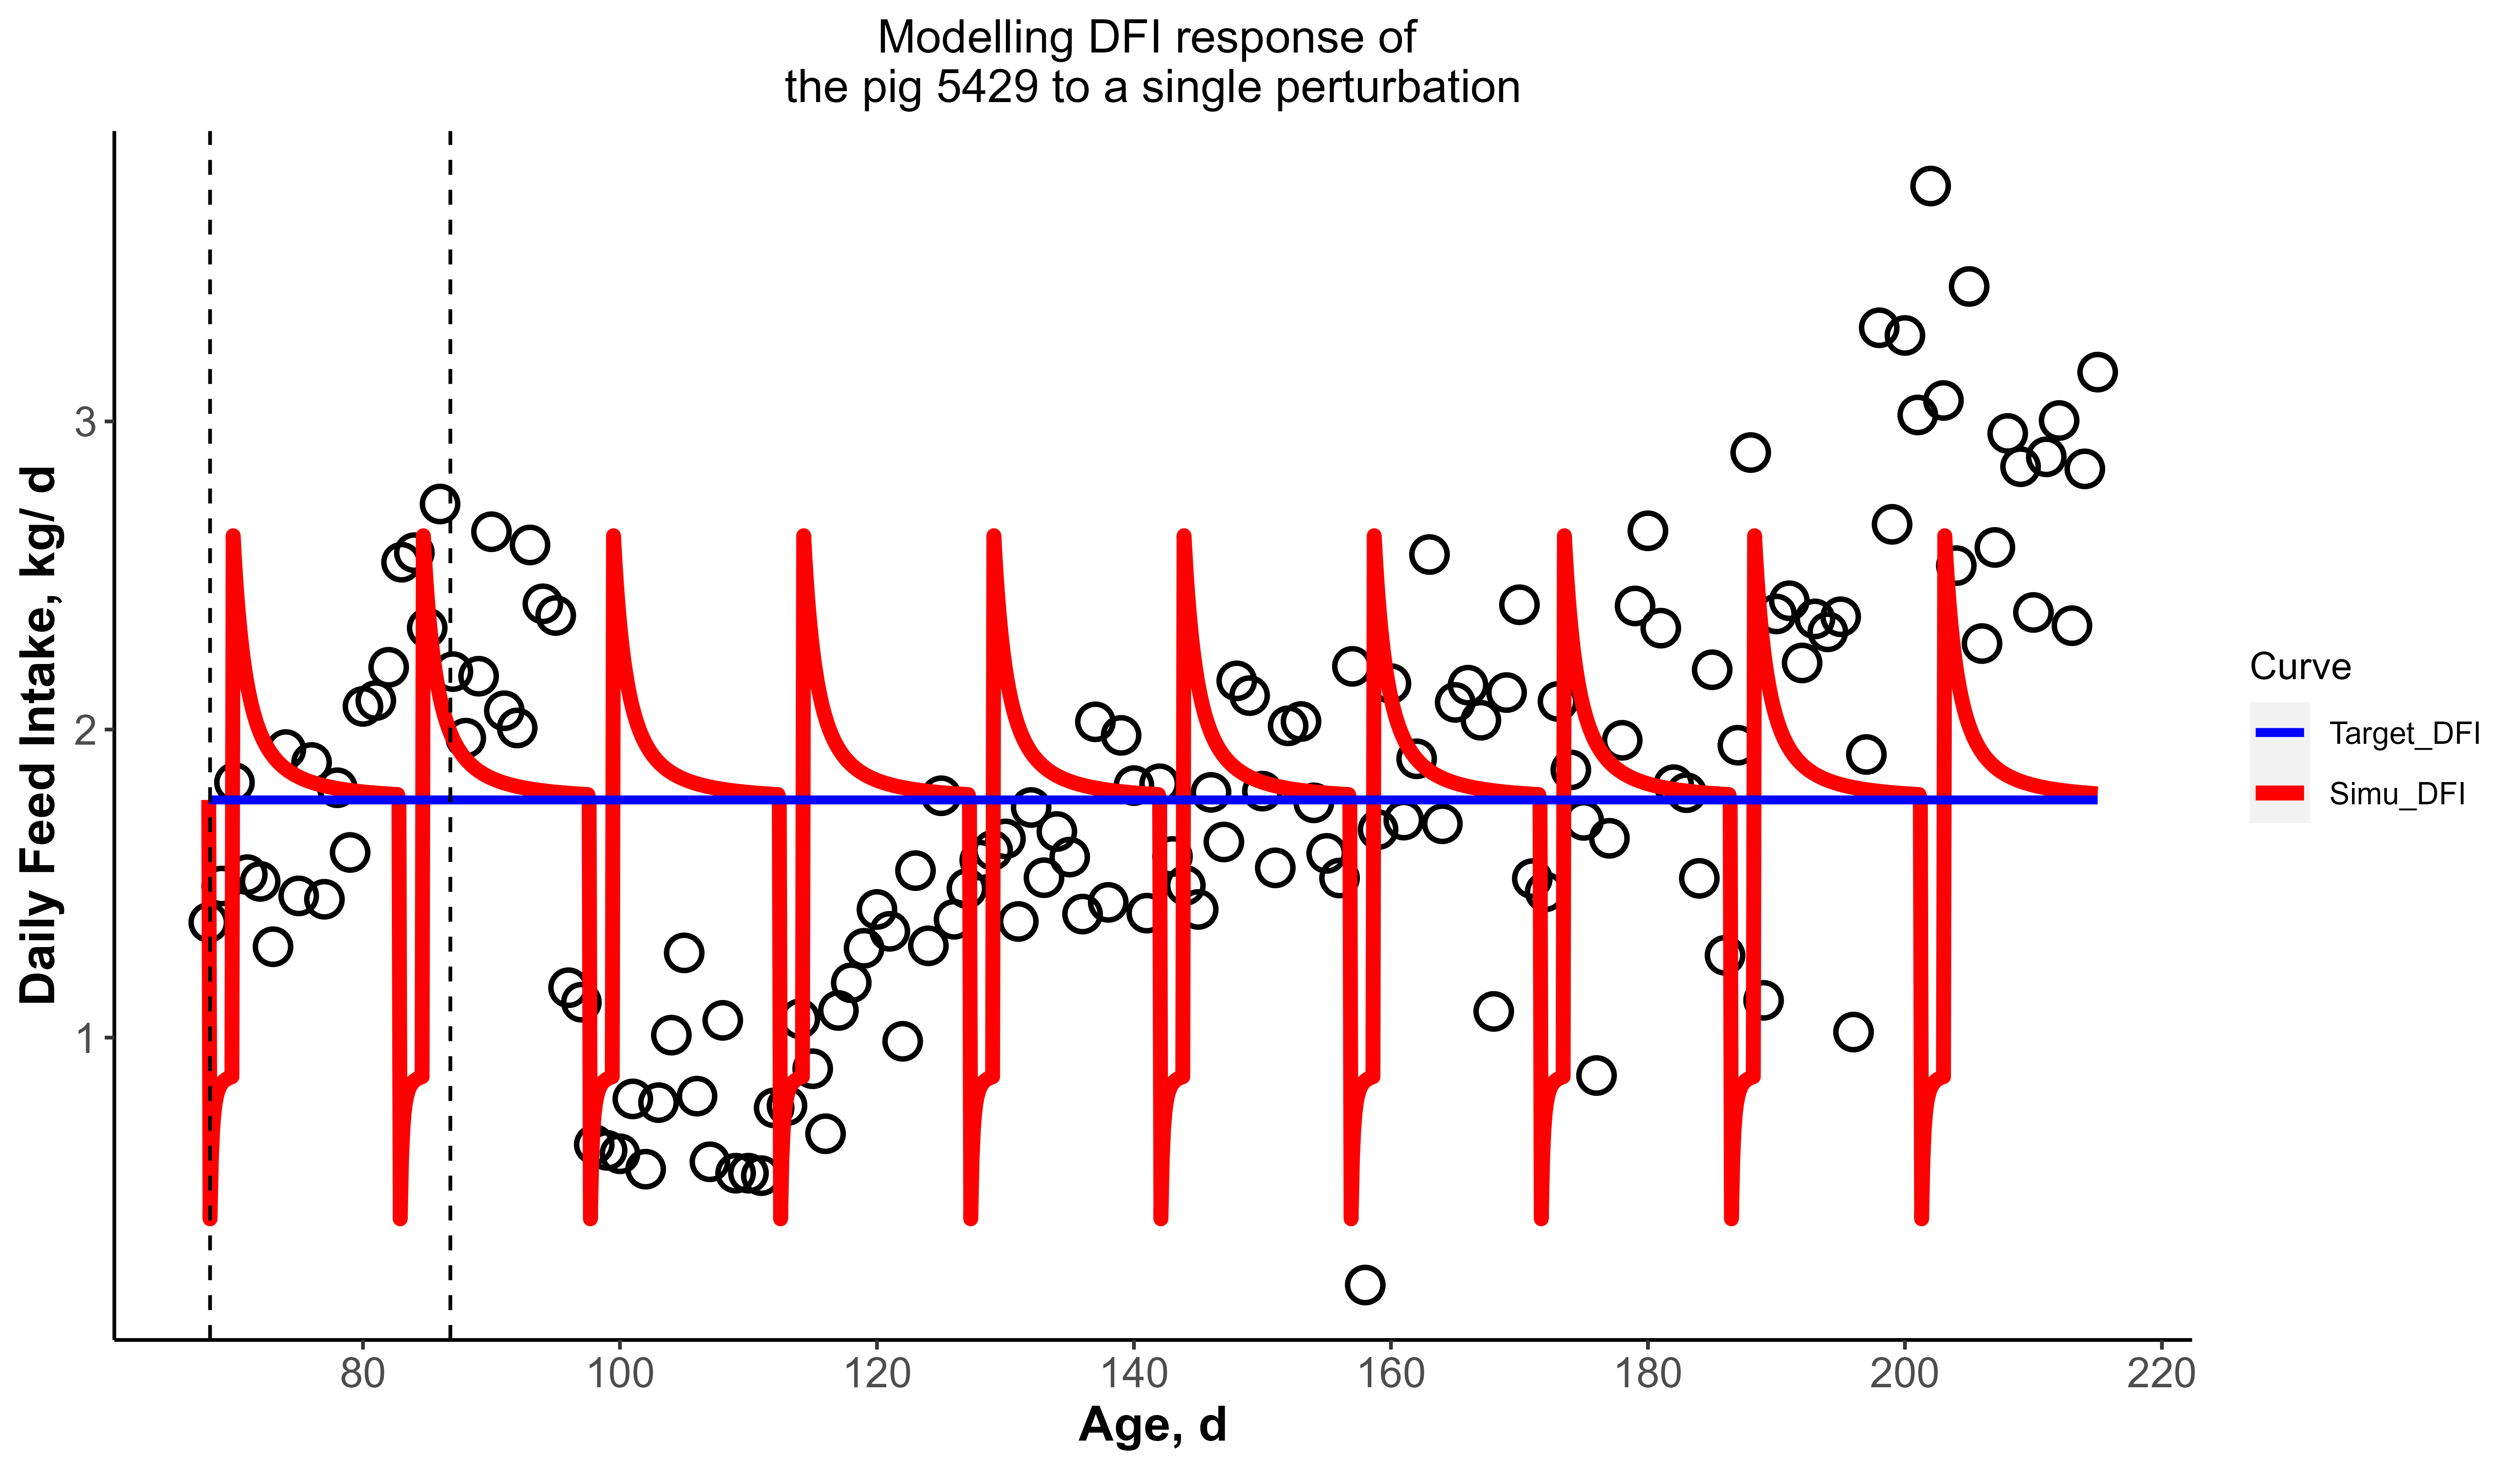 Modelling DFI response of
the pig 5429 to a single perturbation
Daily Feed Intake, kg/ d
3
2
1
80 100 120 140 160 180 200 220
Age, d
Curve
Target_DFI
Simu_DFI